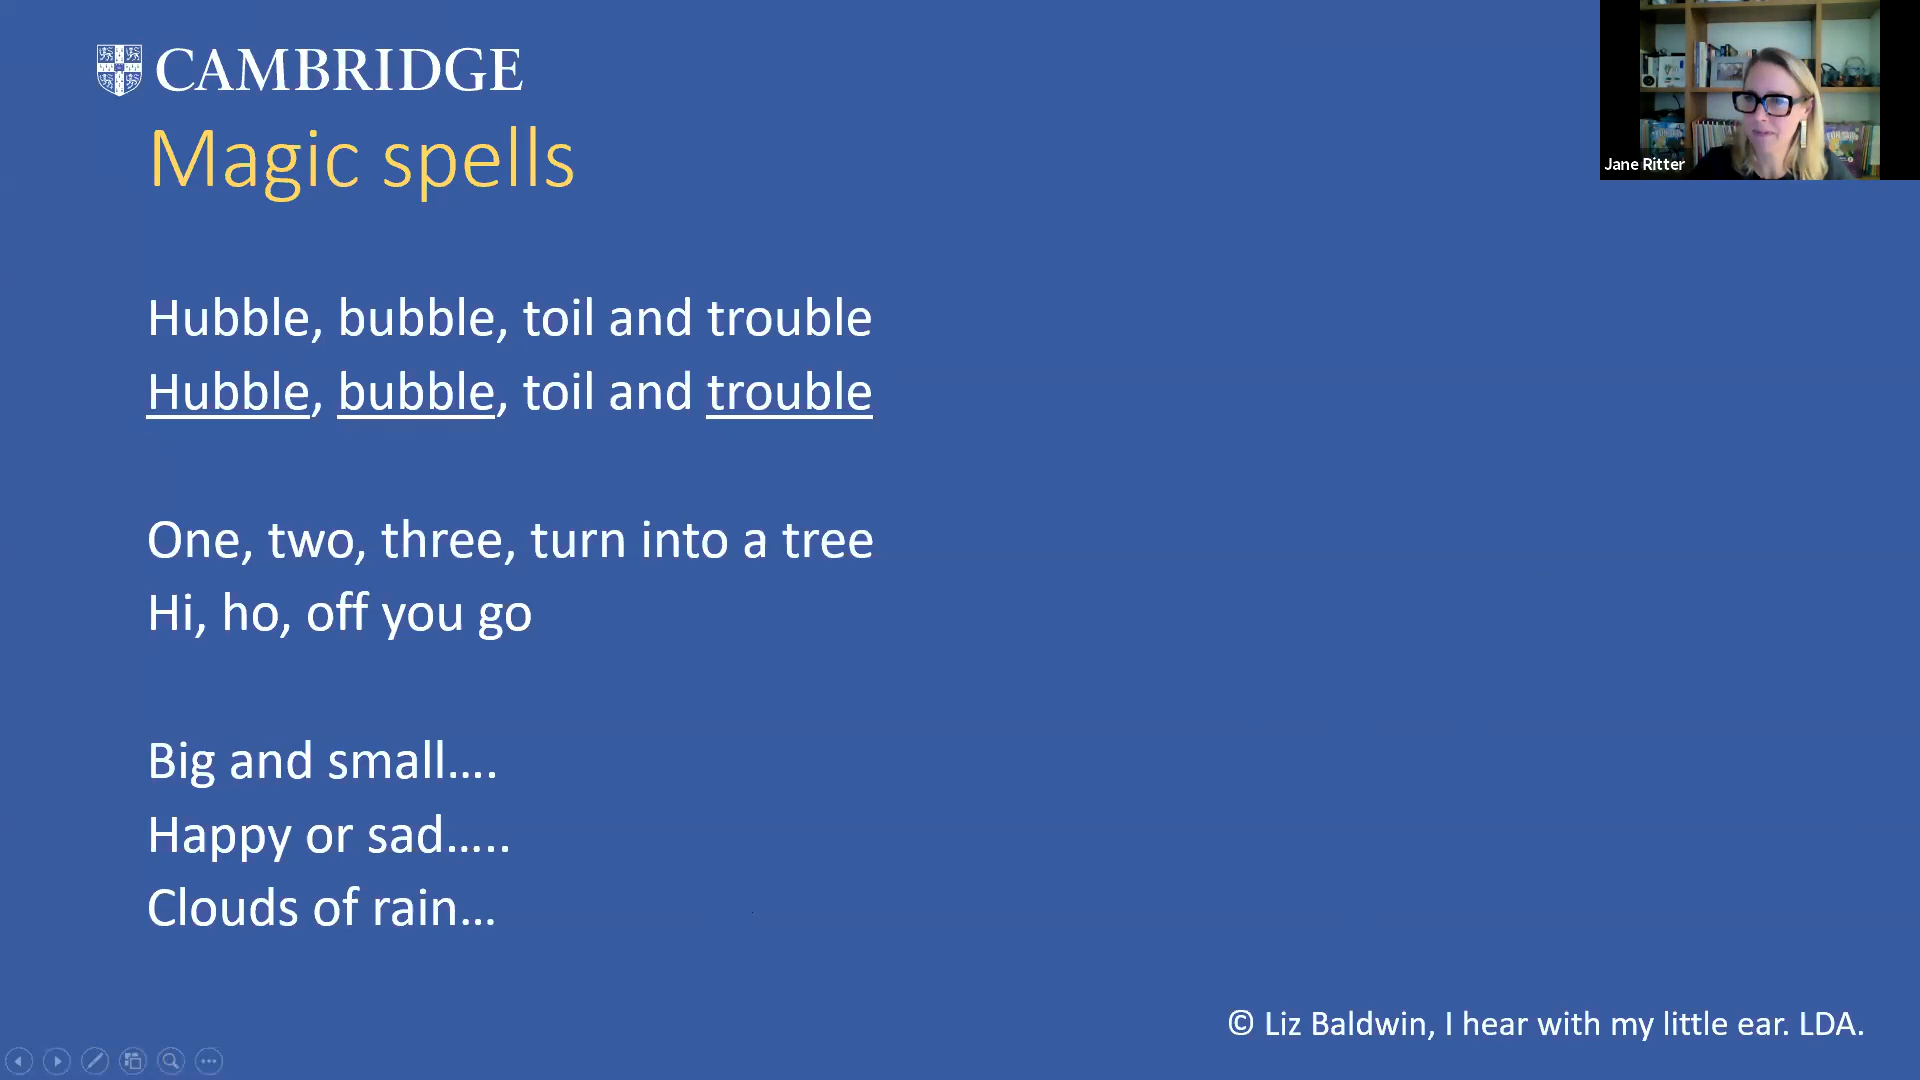 CAMBRIDGE
Magic spells
Jane Ritter
Hubble, bubble, toil and trouble
Hubble, bubble, toil and trouble
One, two, three, turn into a tree
Hi, ho, off you go
Big and small....
Happy or sad.....
Clouds of rain...
© Liz Baldwin, I hear with my little ear. LDA.